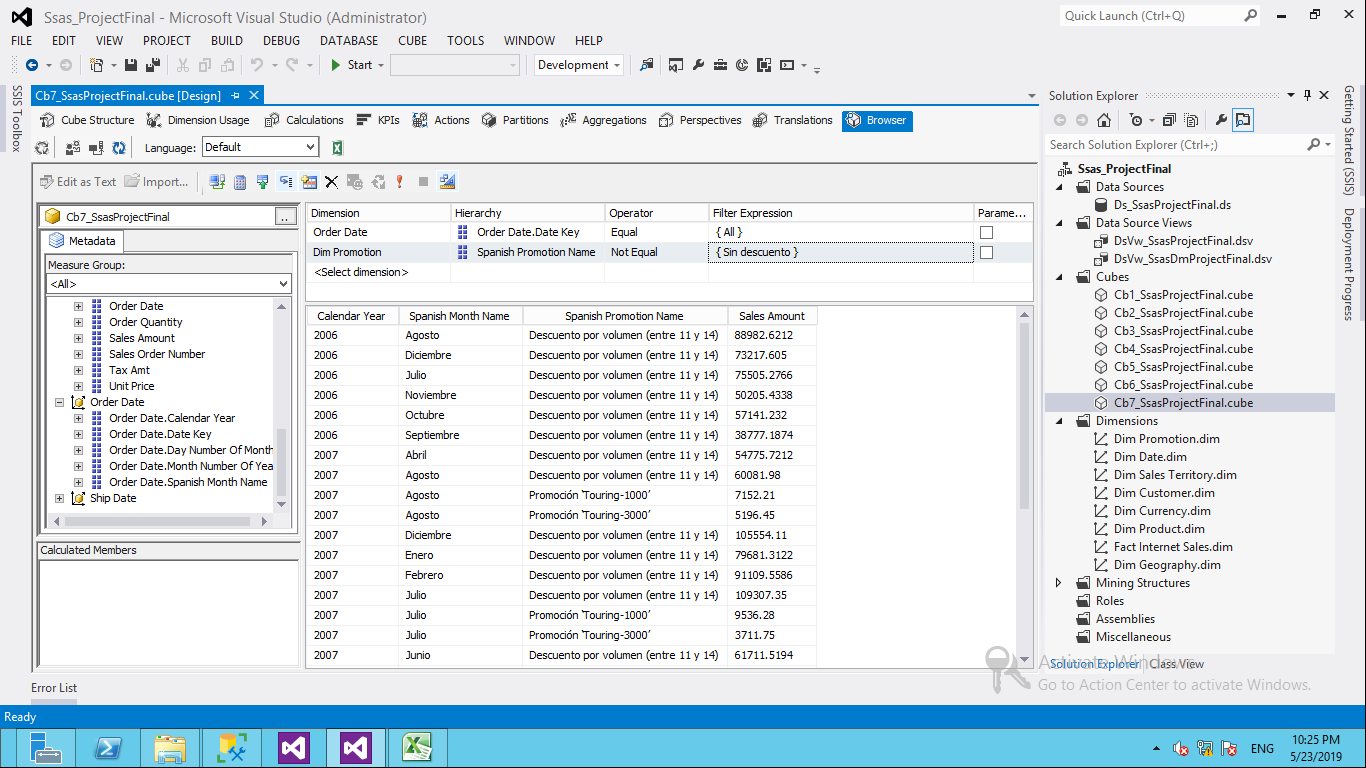 Ssas_ProjectFinal - Microsoft Visual Studio (Administrator)
Quick Launch (Ctrl+Q)
FILE EDIT VIEW PROJECT BUILD DEBUG DATABASE CUBE TOOLS WINDOW HELP
Start Development
SSIS Toolbox
Cb7_SsasProjectFinal.cube [Design]
Cube Structure Dimension Usage Calculations KPIs Actions Partitions Aggregations Perspectives Translations Browser
Language: Default
Edit as Text Import...
Cb7_SsasProjectFinal ..
Metadata
Measure Group:
<All>
Order Date
Order Quantity
Sales Amount
Sales Order Number
Tax Amt
Unit Price
Order Date
Order Date.Calendar Year
Order Date.Date Key
Order Date.Day Number Of Month
Order Date.Month Number Of Yea
Order Date.Spanish Month Name
Ship Date
Calculated Members
Dimension Hierarchy Operator Filter Expression Parame...
Order Date Order Date.Date Key Equal { All }
Dim Promotion Spanish Promotion Name Not Equal { Sin descuento }
<Select dimension>
Calendar Year Spanish Month Name Spanish Promotion Name Sales Amount
2006 Agosto Descuento por volumen (entre 11 y 14) 88982.6212
2006 Diciembre Descuento por volumen (entre 11 y 14) 73217.605
2006 Julio Descuento por volumen (entre 11 y 14) 75505.2766
2006 Noviembre Descuento por volumen (entre 11 y 14) 50205.4338
2006 Octubre Descuento por volumen (entre 11 y 14) 57141.232
2006 Septiembre Descuento por volumen (entre 11 y 14) 38777.1874
2007 Abril Descuento por volumen (entre 11 y 14) 54775.7212
2007 Agosto Descuento por volumen (entre 11 y 14) 60081.98
2007 Agosto Promoción 'Touring-1000' 7152.21
2007 Agosto Promoción 'Touring-3000' 5196.45
2007 Diciembre Descuento por volumen (entre 11 y 14) 105554.11
2007 Enero Descuento por volumen (entre 11 y 14) 79681.3122
2007 Febrero Descuento por volumen (entre 11 y 14) 91109.5586
2007 Julio Descuento por volumen (entre 11 y 14) 109307.35
2007 Julio Promoción 'Touring-1000' 9536.28
2007 Julio Promoción 'Touring-3000' 3711.75
2007 Junio Descuento por volumen (entre 11 y 14) 61711.5194
Solution Explorer
Search Solution Explorer (Ctrl+;)
Ssas_ProjectFinal
Data Sources
Ds_SsasProjectFinal.ds
Data Source Views
DsVw_SsasProjectFinal.dsv
DsVw_SsasDmProjectFinal.dsv
Cubes
Cb1_SsasProjectFinal.cube
Cb2_SsasProjectFinal.cube
Cb3_SsasProjectFinal.cube
Cb4_SsasProjectFinal.cube
Cb5_SsasProjectFinal.cube
Cb6_SsasProjectFinal.cube
Cb7_SsasProjectFinal.cube
Dimensions
Dim Promotion.dim
Dim Date.dim
Dim Sales Territory.dim
Dim Customer.dim
Dim Currency.dim
Dim Product.dim
Fact Internet Sales.dim
Dim Geography.dim
Mining Structures
Roles
Assemblies
Miscellaneous
Solution Explorer Class View
Activate Windows
Go to Action Center to activate Windows.
Getting Started (SSIS)
Deployment Progress
Error List
Ready
ENG
10:25 PM
5/23/2019